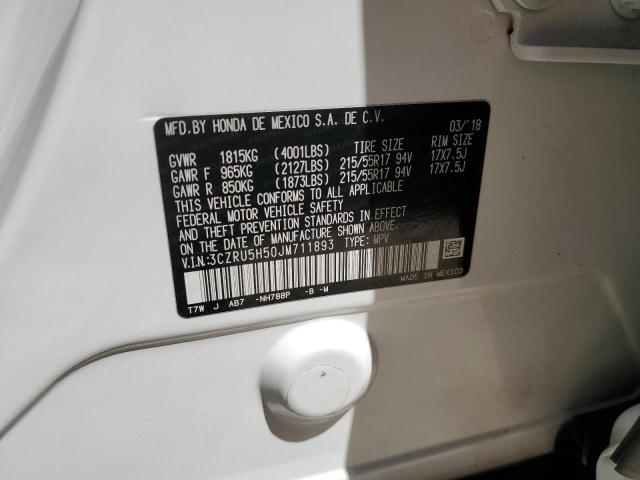 MFD.BY HONDA DE MEXICO S.A. DE C.V. 03/'18
GVWR 1815KG (4001LBS) TIRE SIZE RIM SIZE
GAWR F 965KG (2127LBS) 215/55R17 94V 17X7.5J
GAWR R 850KG (1873LBS) 215/55R17 94V 17X7.5J
THIS VEHICLE CONFORMS TO ALL APPLICABLE
FEDERAL MOTOR VEHICLE SAFETY
AND THEFT PREVENTION STANDARDS IN EFFECT
ON THE DATE OF MANUFACTURE SHOWN ABOVE.
V.I.N:3CZRU5H50JM711893 TYPE: MPV
T7W J AB7 -NH788P -B -M MADE IN MEXICO